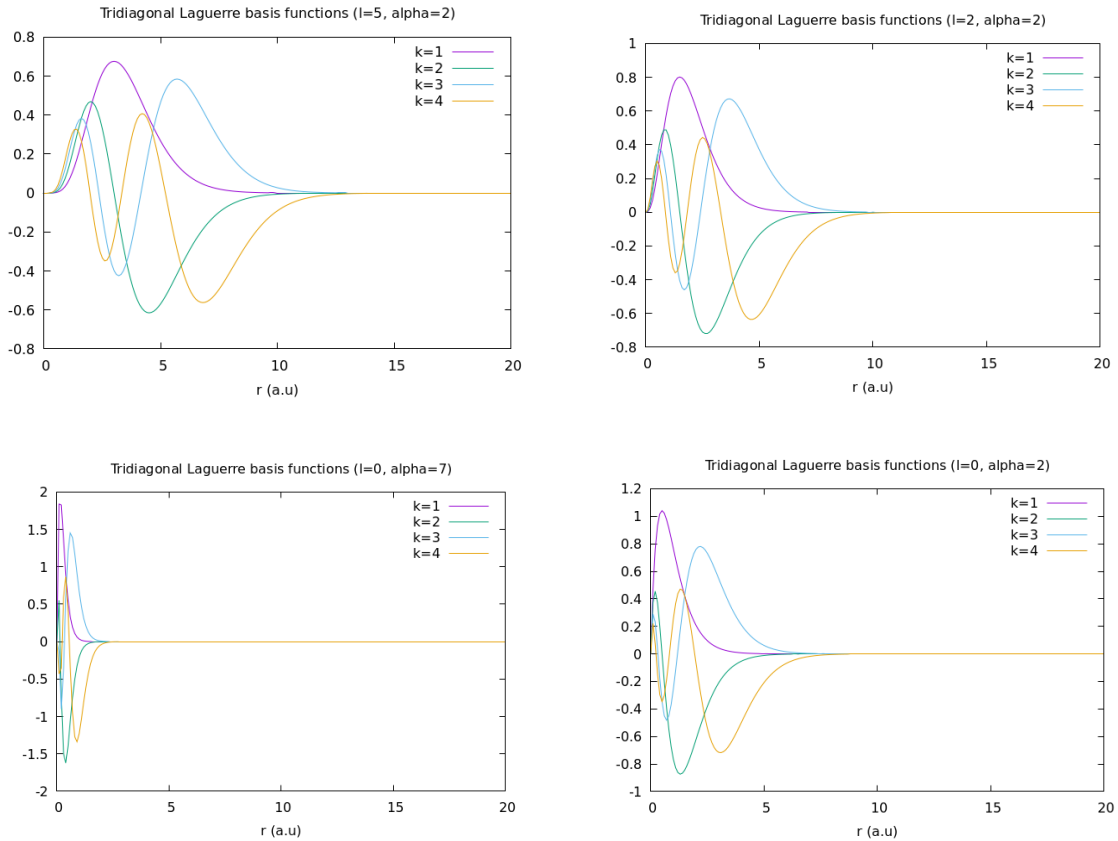 Tridiagonal Laguerre basis functions (l=5, alpha=2)
0.8
0.6
0.4
0.2
0
-0.2
-0.4
-0.6
-0.8
k=1
k=2
k=3
k=4
0 5 10 15 20
r (a.u)
Tridiagonal Laguerre basis functions (l=2, alpha=2)
1
0.8
0.6
0.4
0.2
0
-0.2
-0.4
-0.6
-0.8
k=1
k=2
k=3
k=4
0 5 10 15 20
r (a.u)
Tridiagonal Laguerre basis functions (l=0, alpha=7)
2
1.5
1
0.5
0
-0.5
-1
-1.5
-2
k=1
k=2
k=3
k=4
0 5 10 15 20
r (a.u)
Tridiagonal Laguerre basis functions (l=0, alpha=2)
1.2
1
0.8
0.6
0.4
0.2
0
-0.2
-0.4
-0.6
-0.8
-1
k=1
k=2
k=3
k=4
0 5 10 15 20
r (a.u)